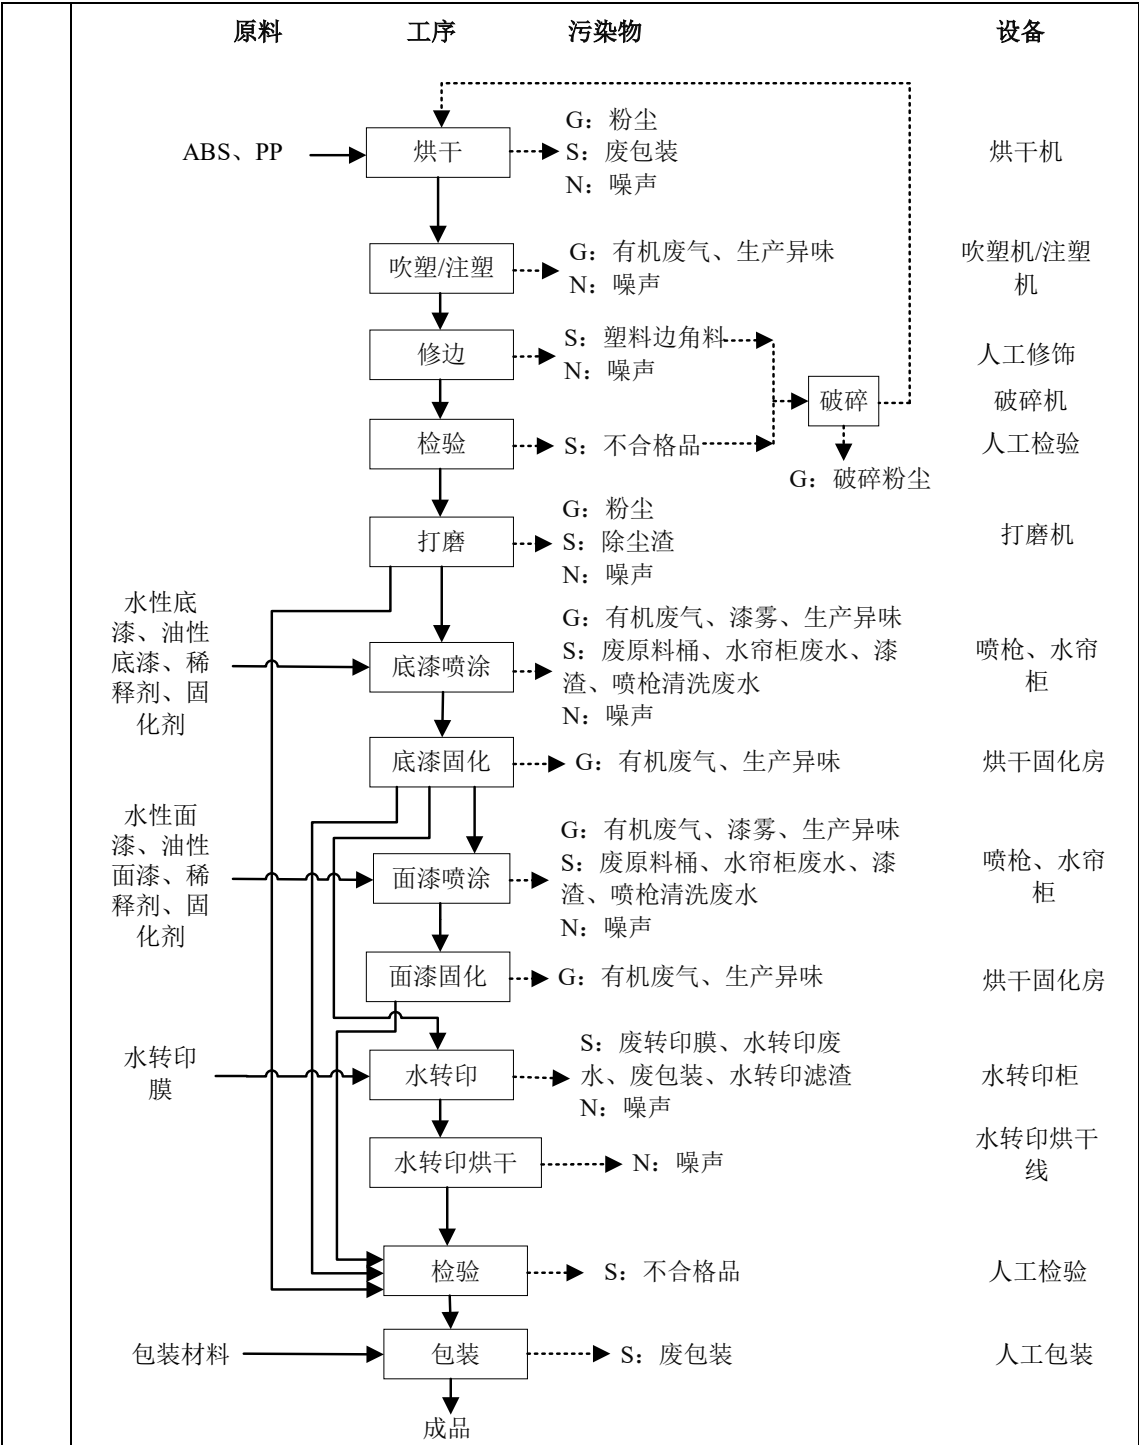 原料 工序 污染物 设备
ABS、PP
烘干
G：粉尘
S：废包装
N：噪声
烘干机
吹塑/注塑
G：有机废气、生产异味
N：噪声
吹塑机/注塑
机
修边
S：塑料边角料
N：噪声
人工修饰
破碎
破碎机
检验
S：不合格品
人工检验
G：破碎粉尘
打磨
G：粉尘
S：除尘渣
N：噪声
打磨机
水性底
漆、油性
底漆、稀
释剂、固
化剂
底漆喷涂
G：有机废气、漆雾、生产异味
S：废原料桶、水帘柜废水、漆
渣、喷枪清洗废水
N：噪声
喷枪、水帘
柜
底漆固化
G：有机废气、生产异味
烘干固化房
水性面
漆、油性
面漆、稀
释剂、固
化剂
面漆喷涂
G：有机废气、漆雾、生产异味
S：废原料桶、水帘柜废水、漆
渣、喷枪清洗废水
N：噪声
喷枪、水帘
柜
面漆固化
G：有机废气、生产异味
烘干固化房
水转印
膜
水转印
S：废转印膜、水转印废
水、废包装、水转印滤渣
N：噪声
水转印柜
水转印烘干
N：噪声
水转印烘干
线
检验
S：不合格品
人工检验
包装材料
包装
S：废包装
人工包装
成品